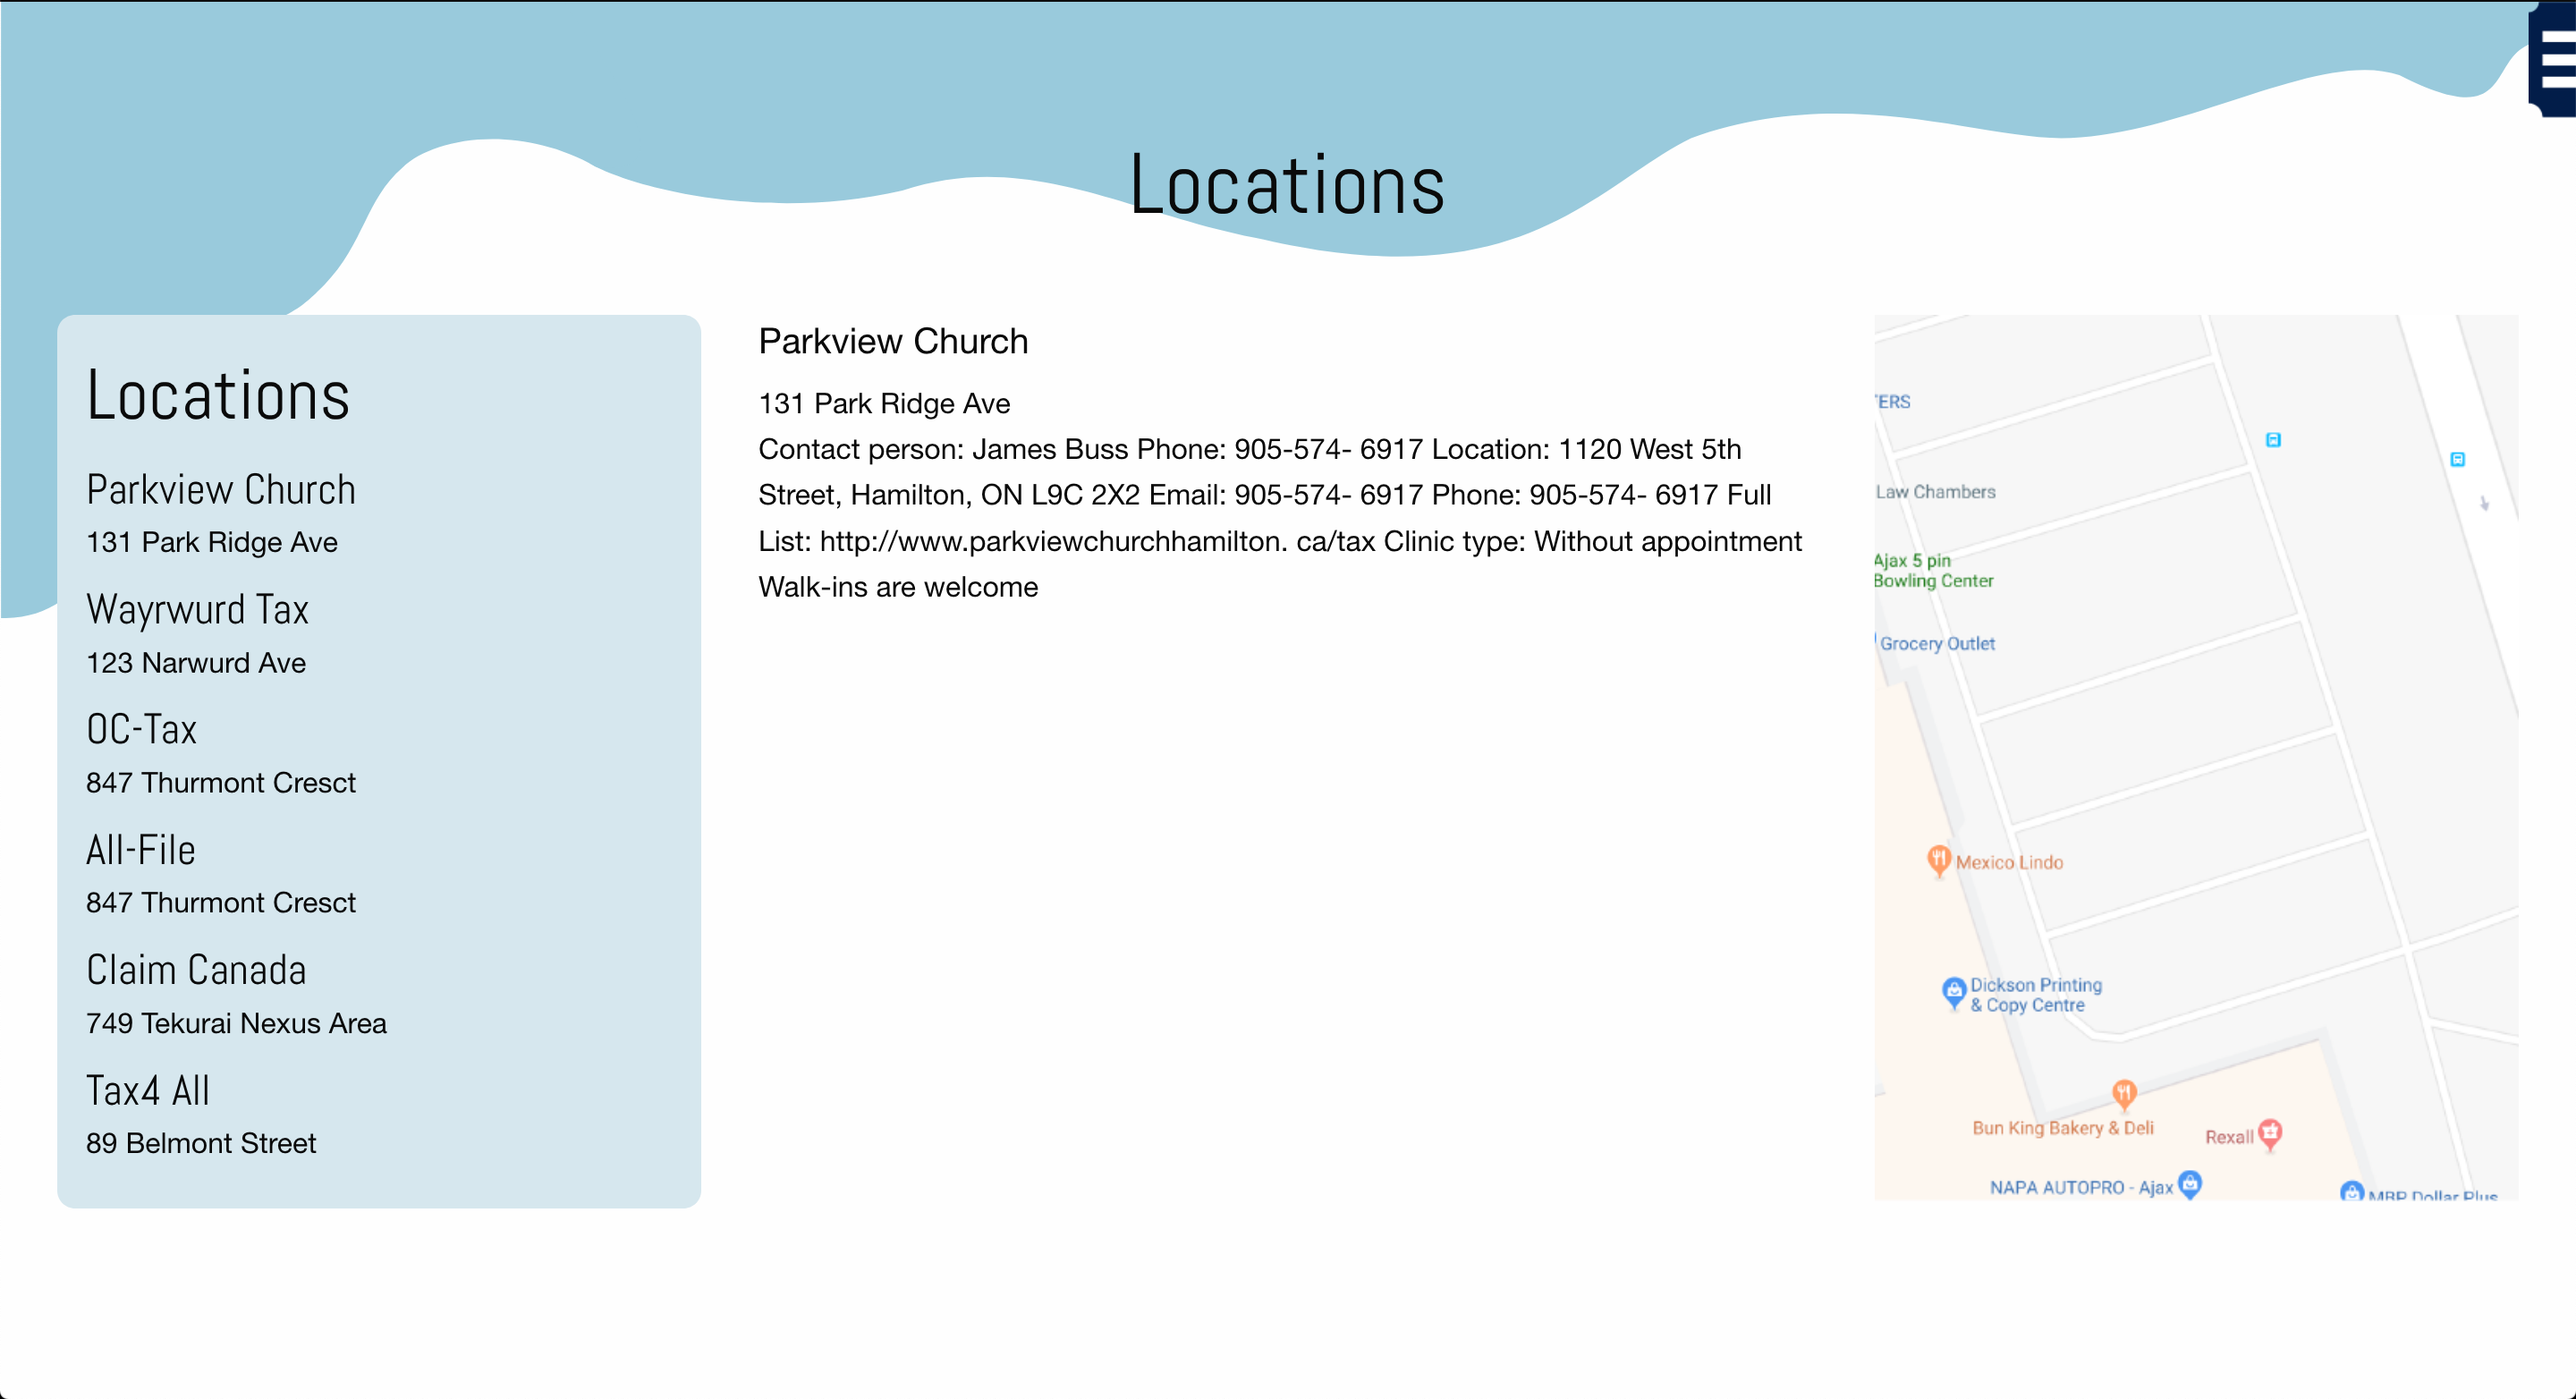 Locations
Locations
Parkview Church
131 Park Ridge Ave
Wayrwurd Tax
123 Narwurd Ave
OC-Tax
847 Thurmont Cresct
All-File
847 Thurmont Cresct
Claim Canada
749 Tekurai Nexus Area
Tax4 All
89 Belmont Street
Parkview Church
131 Park Ridge Ave
Contact person: James Buss Phone: 905-574- 6917 Location: 1120 West 5th
Street, Hamilton, ON L9C 2X2 Email: 905-574- 6917 Phone: 905-574- 6917 Full
List: http://www.parkviewchurchhamilton. ca/tax Clinic type: Without appointment
Walk-ins are welcome
TERS
Law Chambers
Ajax 5 pin
Bowling Center
Grocery Outlet
Mexico Lindo
Dickson Printing
& Copy Centre
Bun King Bakery & Deli
Rexall
NAPA AUTOPRO - Ajax
MBP Dollar Plus